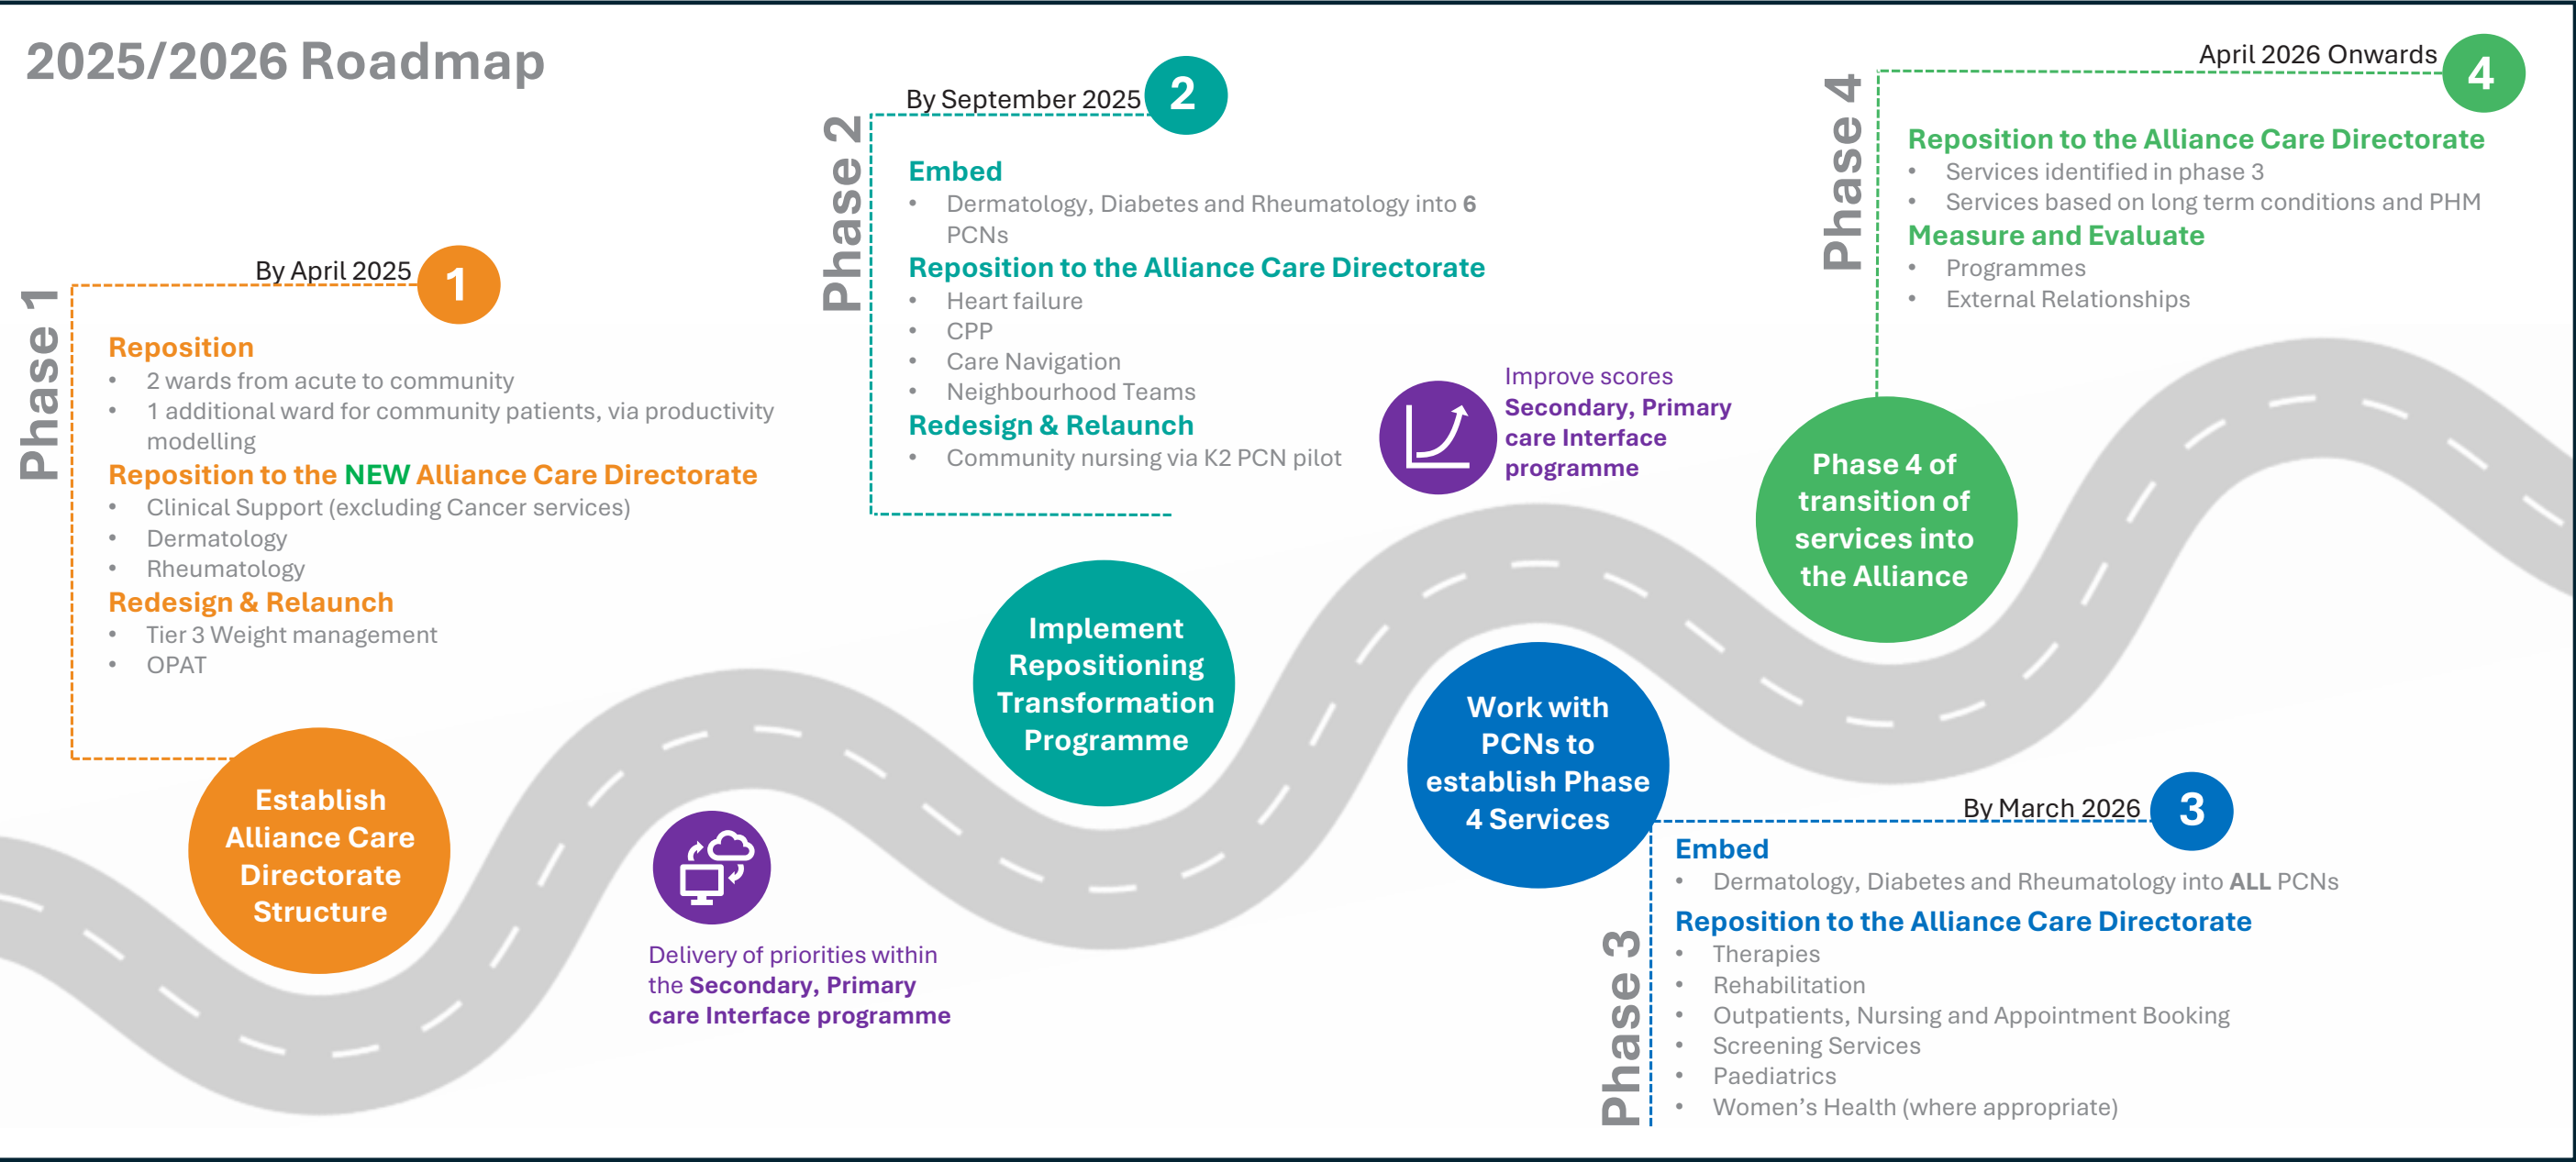 2025/2026 Roadmap
Phase 1
By April 2025
1
Reposition
• 2 wards from acute to community
• 1 additional ward for community patients, via productivity
modelling
Reposition to the NEW Alliance Care Directorate
• Clinical Support (excluding Cancer services)
• Dermatology
• Rheumatology
Redesign & Relaunch
• Tier 3 Weight management
• OPAT
Establish
Alliance Care
Directorate
Structure
Delivery of priorities within
the Secondary, Primary
care Interface programme
Phase 2
By September 2025
2
Embed
• Dermatology, Diabetes and Rheumatology into 6
PCNs
Reposition to the Alliance Care Directorate
• Heart failure
• CPP
• Care Navigation
• Neighbourhood Teams
Redesign & Relaunch
• Community nursing via K2 PCN pilot
Implement
Repositioning
Transformation
Programme
Improve scores
Secondary, Primary
care Interface
programme
Work with
PCNs to
establish Phase
4 Services
Phase 3
By March 2026
3
Embed
• Dermatology, Diabetes and Rheumatology into ALL PCNs
Reposition to the Alliance Care Directorate
• Therapies
• Rehabilitation
• Outpatients, Nursing and Appointment Booking
• Screening Services
• Paediatrics
• Women’s Health (where appropriate)
Phase 4
April 2026 Onwards
4
Reposition to the Alliance Care Directorate
• Services identified in phase 3
• Services based on long term conditions and PHM
Measure and Evaluate
• Programmes
• External Relationships
Phase 4 of
transition of
services into
the Alliance